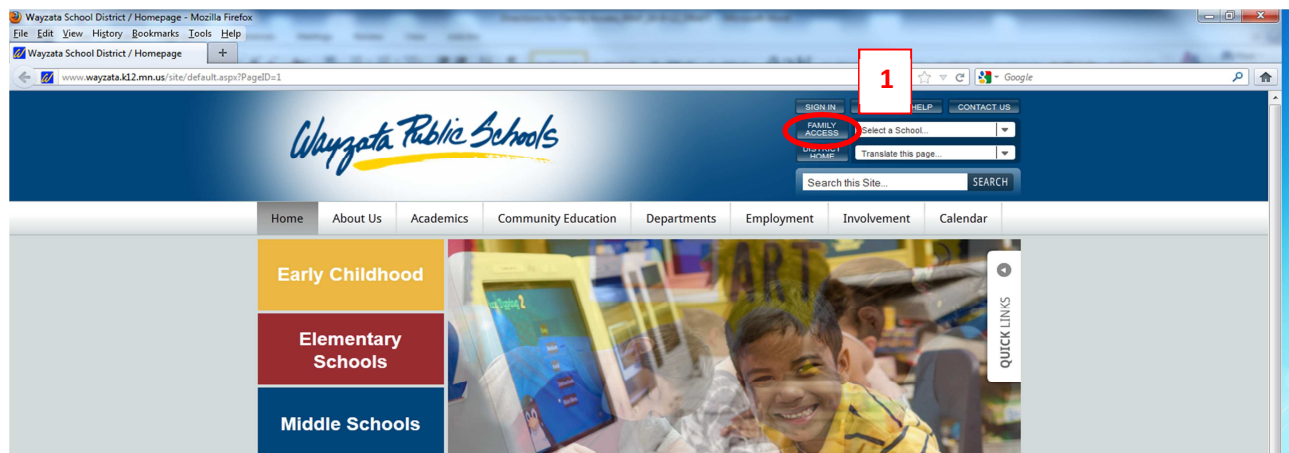 Wayzata School District / Homepage - Mozilla Firefox
File Edit View History Bookmarks Tools Help
Wayzata School District / Homepage +
www.wayzata.k12.mn.us/site/default.aspx?PageID=1
Google
1
SIGN IN HELP CONTACT US
FAMILY ACCESS
Select a School...
DISTRICT HOME
Translate this page...
Search this Site... SEARCH
Wayzata Public Schools
Home About Us Academics Community Education Departments Employment Involvement Calendar
Early Childhood
Elementary
Schools
Middle Schools
ART
2
QUICK LINKS